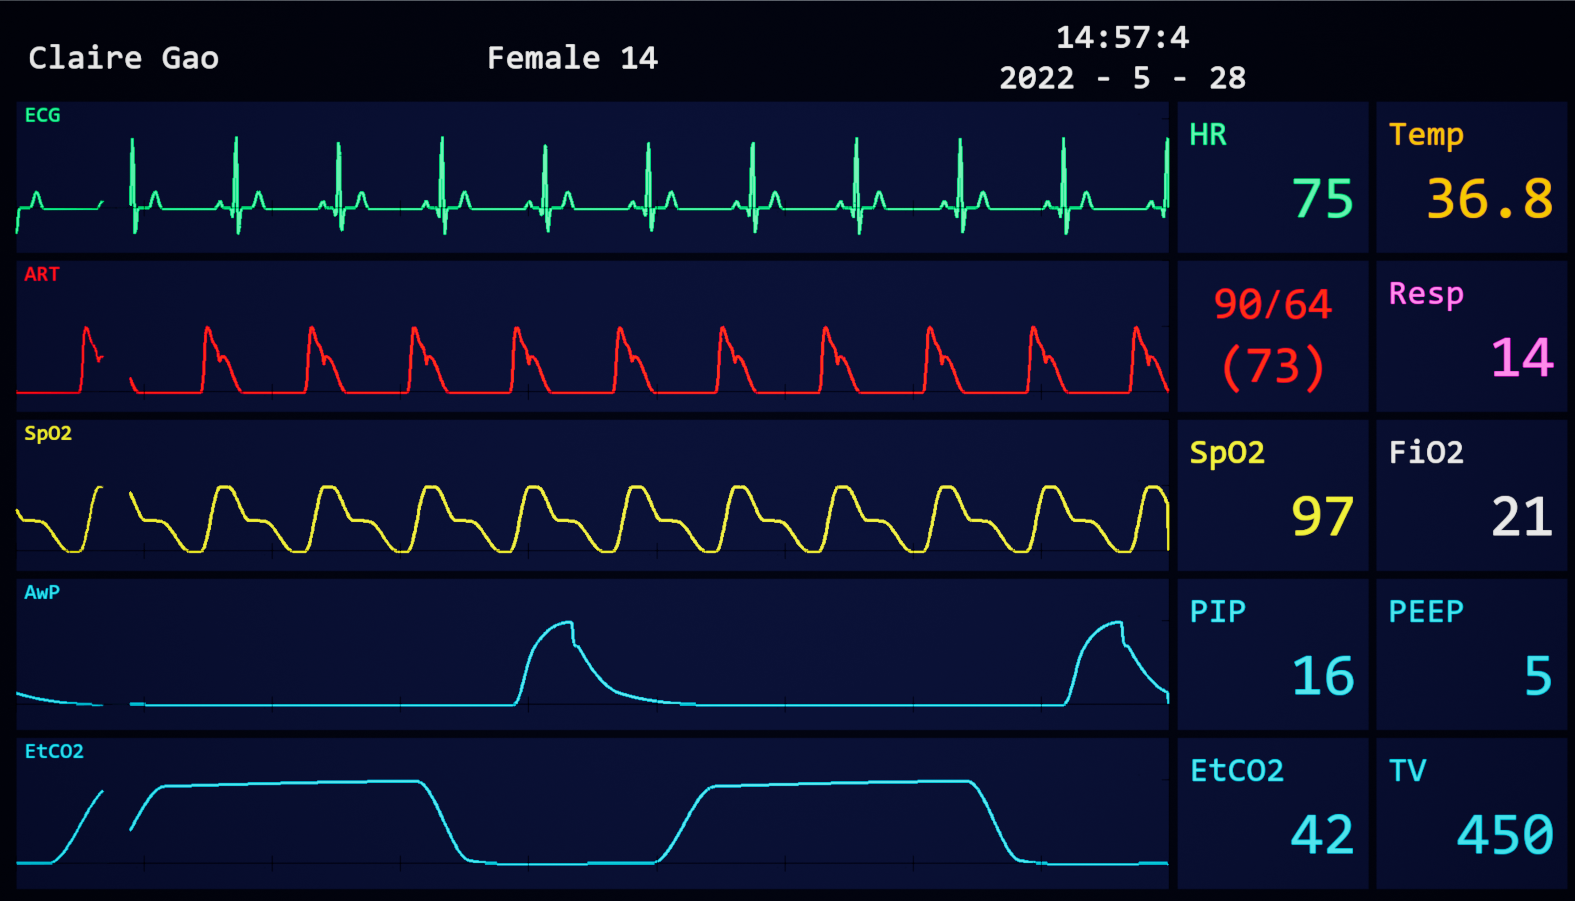 Claire Gao
Female 14
14:57:4
2022 - 5 - 28
ECG
HR
75
Temp
36.8
ART
90/64
(73)
Resp
14
SpO2
SpO2
97
FiO2
21
AwP
PIP
16
PEEP
5
EtCO2
EtCO2
42
TV
450